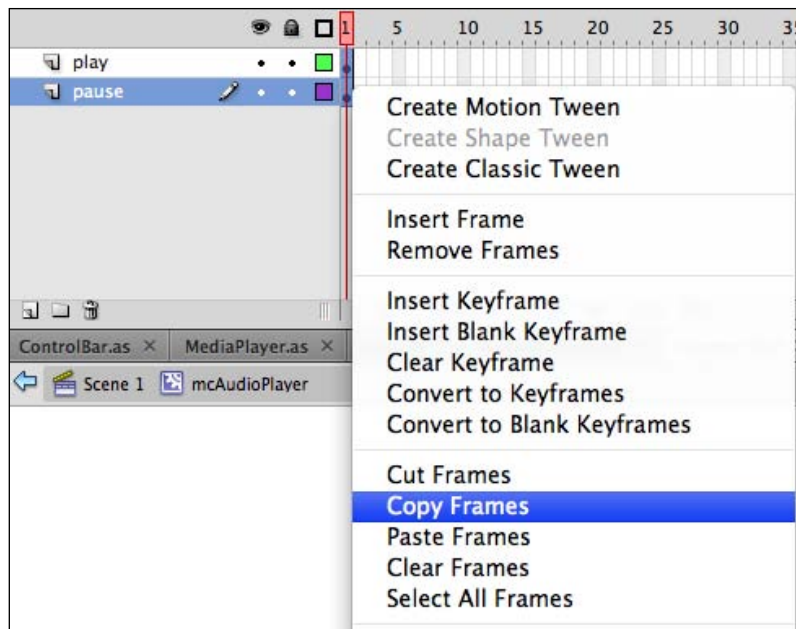 1 5 10 15 20 25 30 35
play
pause
Create Motion Tween
Create Shape Tween
Create Classic Tween
Insert Frame
Remove Frames
Insert Keyframe
Insert Blank Keyframe
Clear Keyframe
Convert to Keyframes
Convert to Blank Keyframes
ControlBar.as × MediaPlayer.as ×
Scene 1 mcAudioPlayer
Cut Frames
Copy Frames
Paste Frames
Clear Frames
Select All Frames